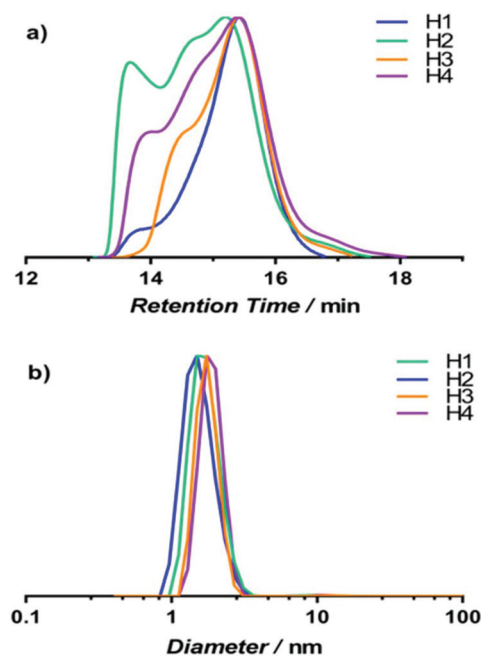 a)
H1
H2
H3
H4
12 14 16 18
Retention Time / min
b)
H1
H2
H3
H4
0.1 1 10 100
Diameter / nm